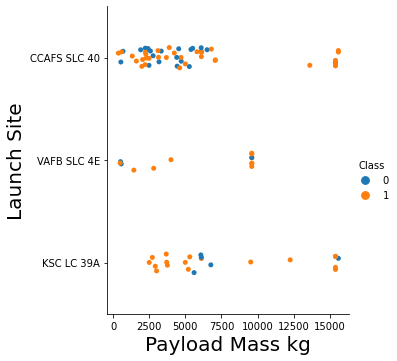 CCAFS SLC 40
VAFB SLC 4E
KSC LC 39A
Launch Site
0 2500 5000 7500 10000 12500 15000
Payload Mass kg
Class
0
1